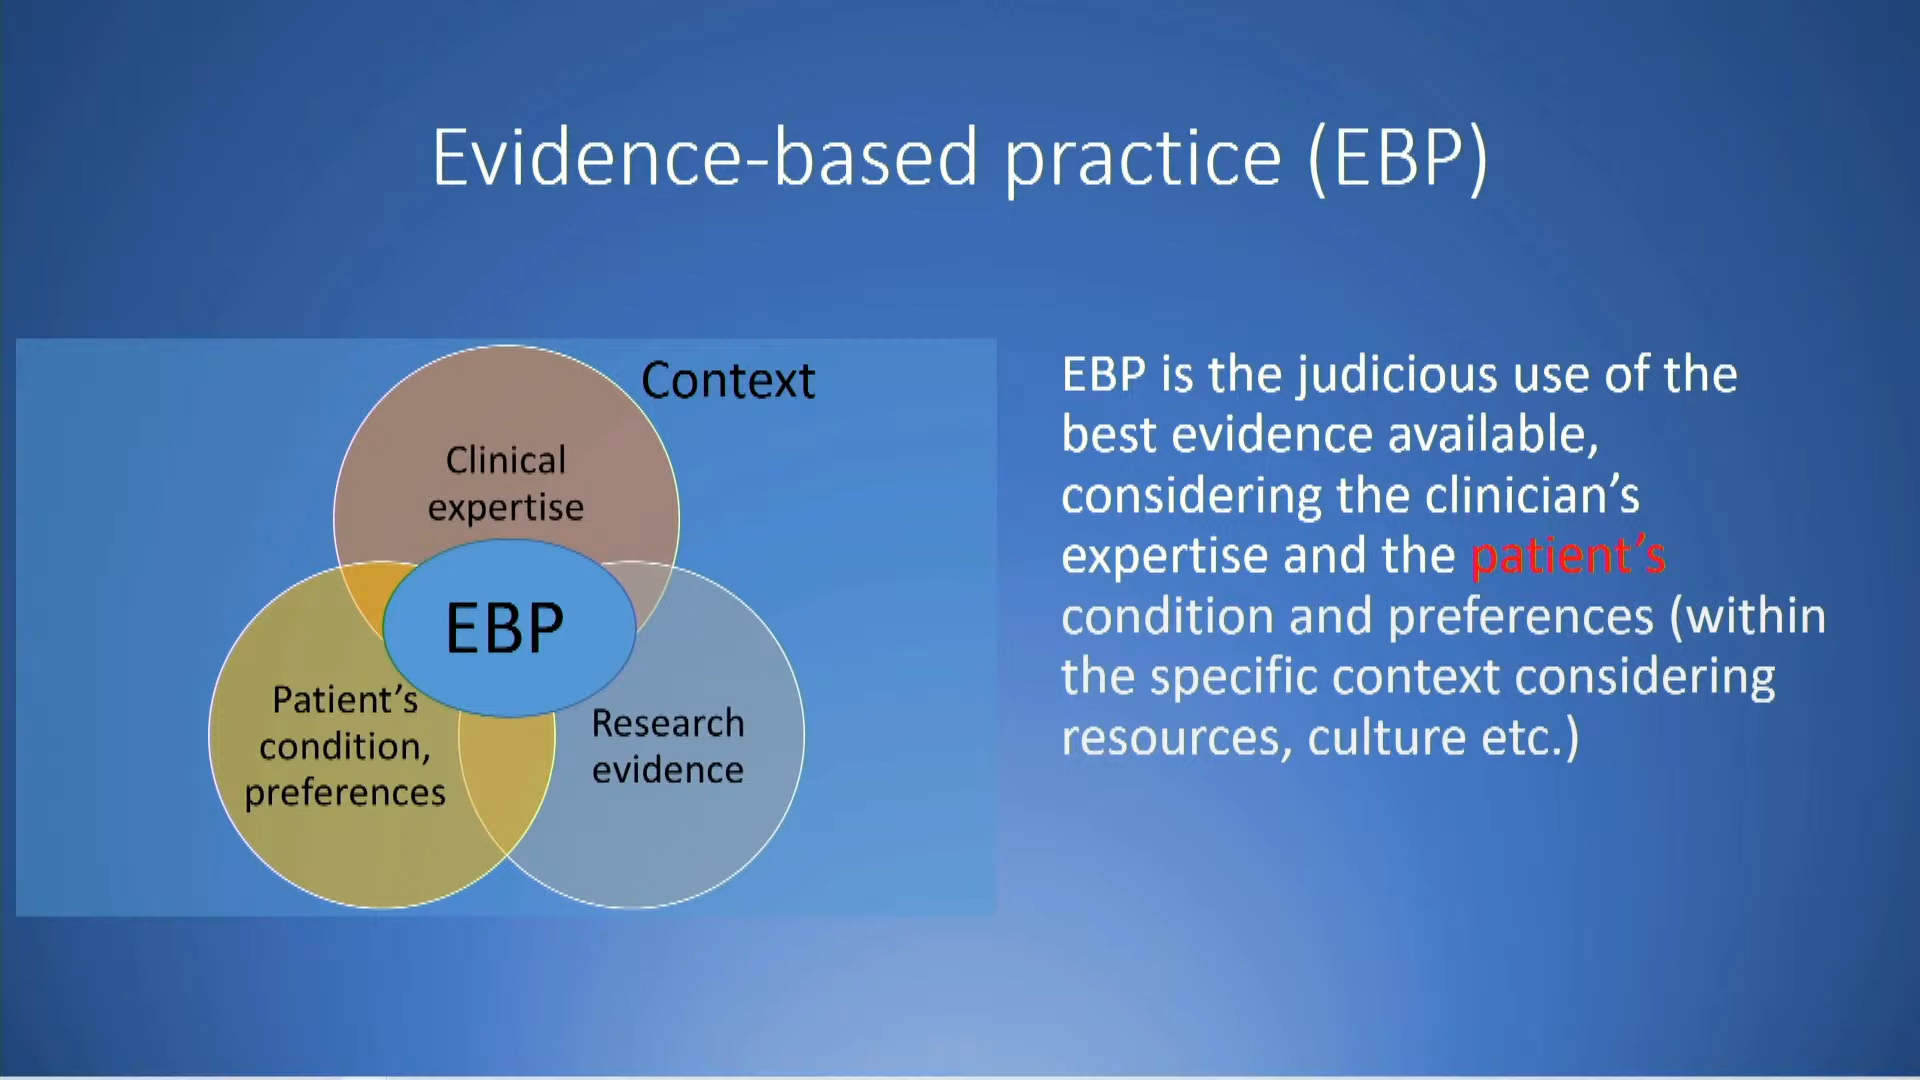 Evidence-based practice (EBP)
Context
Clinical
expertise
EBP
Patient’s
condition,
preferences
Research
evidence
EBP is the judicious use of the
best evidence available,
considering the clinician’s
expertise and the patient’s
condition and preferences (within
the specific context considering
resources, culture etc.)